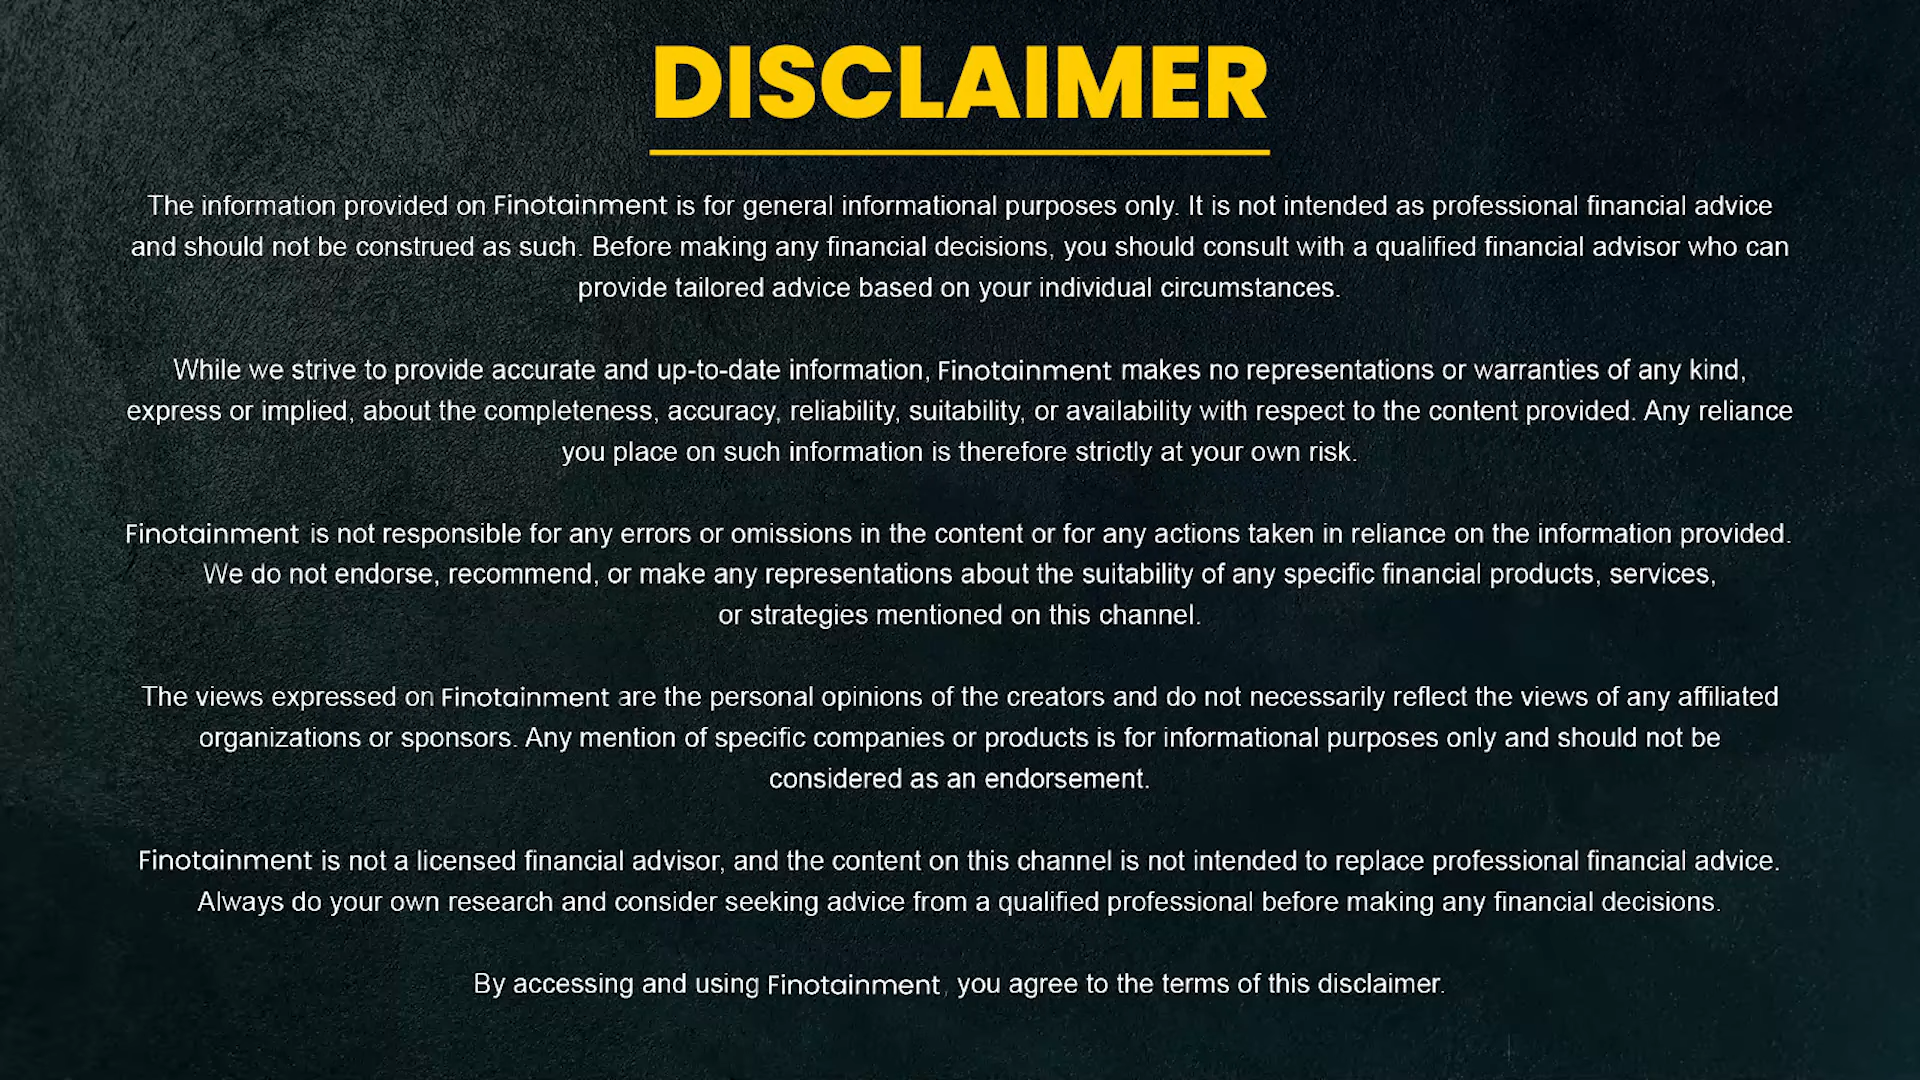 DISCLAIMER
The information provided on Finotainment is for general informational purposes only. It is not intended as professional financial advice
and should not be construed as such. Before making any financial decisions, you should consult with a qualified financial advisor who can
provide tailored advice based on your individual circumstances.
While we strive to provide accurate and up-to-date information, Finotainment makes no representations or warranties of any kind,
express or implied, about the completeness, accuracy, reliability, suitability, or availability with respect to the content provided. Any reliance
you place on such information is therefore strictly at your own risk.
Finotainment is not responsible for any errors or omissions in the content or for any actions taken in reliance on the information provided.
We do not endorse, recommend, or make any representations about the suitability of any specific financial products, services,
or strategies mentioned on this channel.
The views expressed on Finotainment are the personal opinions of the creators and do not necessarily reflect the views of any affiliated
organizations or sponsors. Any mention of specific companies or products is for informational purposes only and should not be
considered as an endorsement.
Finotainment is not a licensed financial advisor, and the content on this channel is not intended to replace professional financial advice.
Always do your own research and consider seeking advice from a qualified professional before making any financial decisions.
By accessing and using Finotainment, you agree to the terms of this disclaimer.